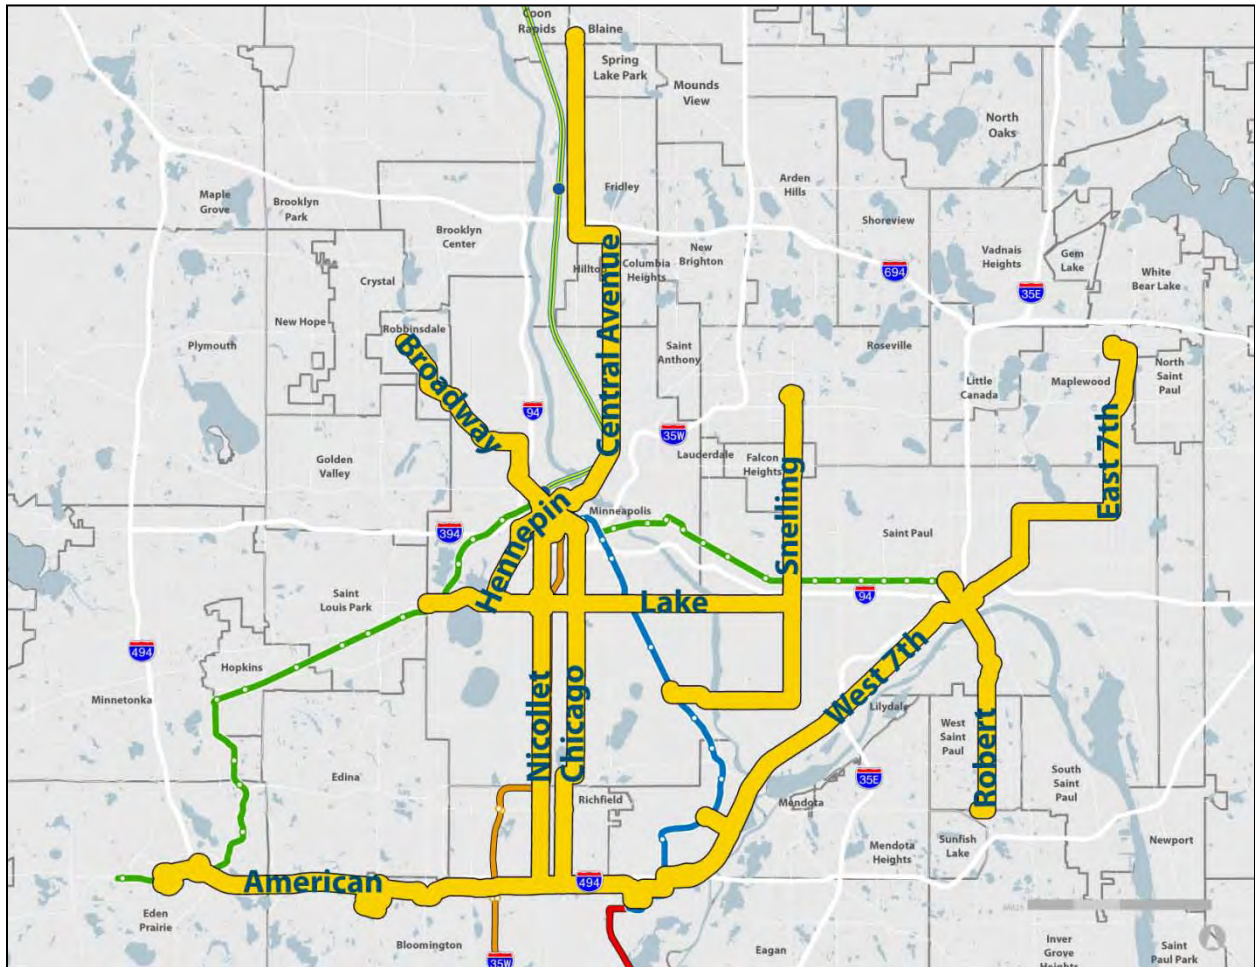 Coon
Rapids
Blaine
Spring
Lake Park
Mounds
View
North
Oaks
Maple
Grove
Brooklyn
Park
Fridley
Arden
Hills
Shoreview
Brooklyn
Center
Vadnais
Heights
Gem
Lake
White
Bear Lake
New
Brighton
Columbia
Heights
Hilltop
694
Crystal
35E
New Hope
Robbinsdale
Plymouth
Saint
Anthony
Roseville
Central Avenue
Broadway
Little
Canada
Maplewood
North
Saint
Paul
94
35W
Golden
Valley
Lauderdale
Falcon
Heights
Snelling
East 7th
Minneapolis
394
Saint Paul
Hennepin
Saint
Louis Park
Lake
94
494
Hopkins
Minnetonka
Nicollet
Chicago
West 7th
Lilydale
West
Saint
Paul
Robert
Edina
Richfield
35E
South
Saint
Paul
Mendota
Mendota
Heights
Sunfish
Lake
Newport
American
494
Eden
Prairie
Bloomington
35W
Eagan
Miles
Inver
Grove
Heights
Saint
Paul Park